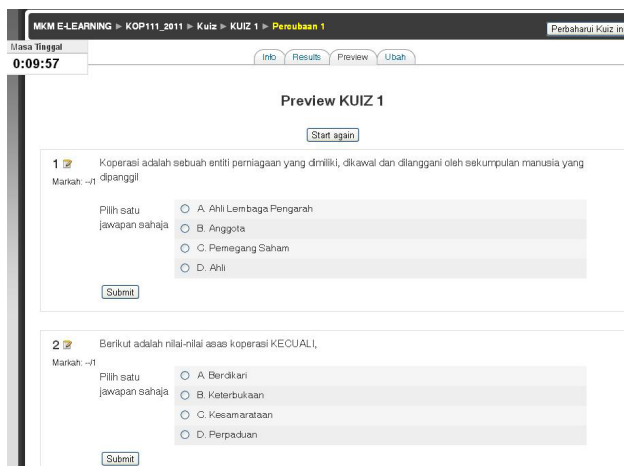 MKM E-LEARNING ► KOP111_2011 ► Kuiz ► KUIZ 1 ► Percubaan 1
Perbaharui Kuiz ini
Masa Tinggal
0:09:57
Info Results Preview Ubah
Preview KUIZ 1
Start again
1 Koperasi adalah sebuah entiti perniagaan yang dimiliki, dikawal dan dilanggani oleh sekumpulan manusia yang
Markah: --/1 dipanggil
Pilih satu
jawapan sahaja
A. Ahli Lembaga Pengarah
B. Anggota
C. Pemegang Saham
D. Ahli
Submit
2 Berikut adalah nilai-nilai asas koperasi KECUALI,
Markah: --/1
Pilih satu
jawapan sahaja
A. Berdikari
B. Keterbukaan
C. Kesamarataan
D. Perpaduan
Submit